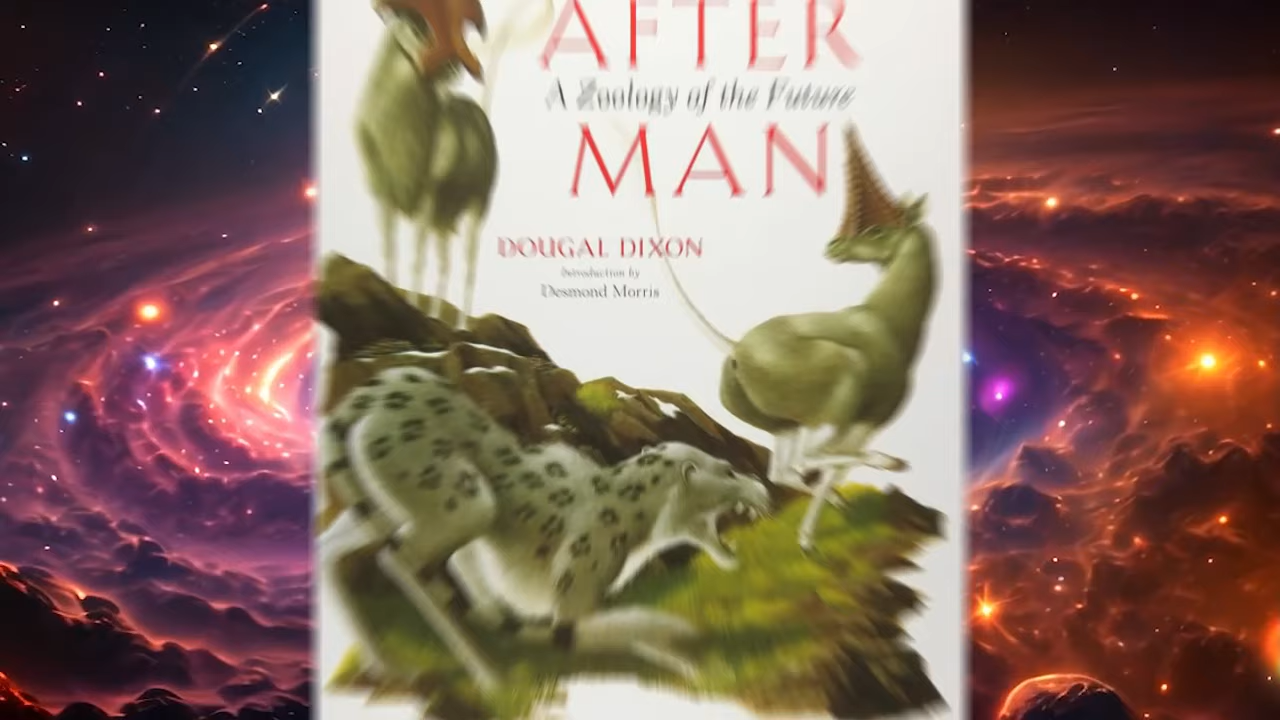 AFTER
A Zoology of the Future
MAN
DOUGAL DIXON
Introduction by
Desmond Morris